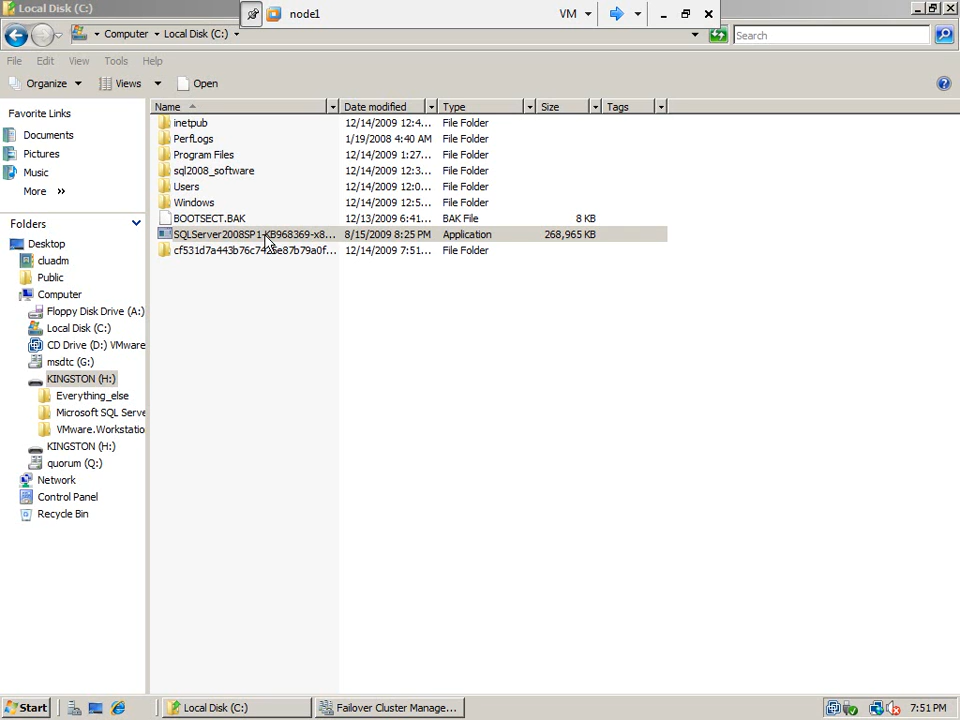 Local Disk (C:)
node1
VM
Computer Local Disk (C:)
Search
File Edit View Tools Help
Organize Views Open
Favorite Links
Documents
Pictures
Music
More »
Folders
Desktop
cluadm
Public
Computer
Floppy Disk Drive (A:)
Local Disk (C:)
CD Drive (D:) VMware
msdtc (G:)
KINGSTON (H:)
Everything_else
Microsoft SQL Serve
VMware.Workstatio
KINGSTON (H:)
quorum (Q:)
Network
Control Panel
Recycle Bin
Name Date modified Type Size Tags
inetpub 12/14/2009 12:4... File Folder
PerfLogs 1/19/2008 4:40 AM File Folder
Program Files 12/14/2009 1:27... File Folder
sql2008_software 12/14/2009 12:3... File Folder
Users 12/14/2009 12:0... File Folder
Windows 12/14/2009 12:5... File Folder
BOOTSECT.BAK 12/13/2009 6:41... BAK File 8 KB
SQLServer2008SP1-KB968369-x8... 8/15/2009 8:25 PM Application 268,965 KB
12/14/2009 7:51... File Folder
Start Local Disk (C:) Failover Cluster Manage... 7:51 PM